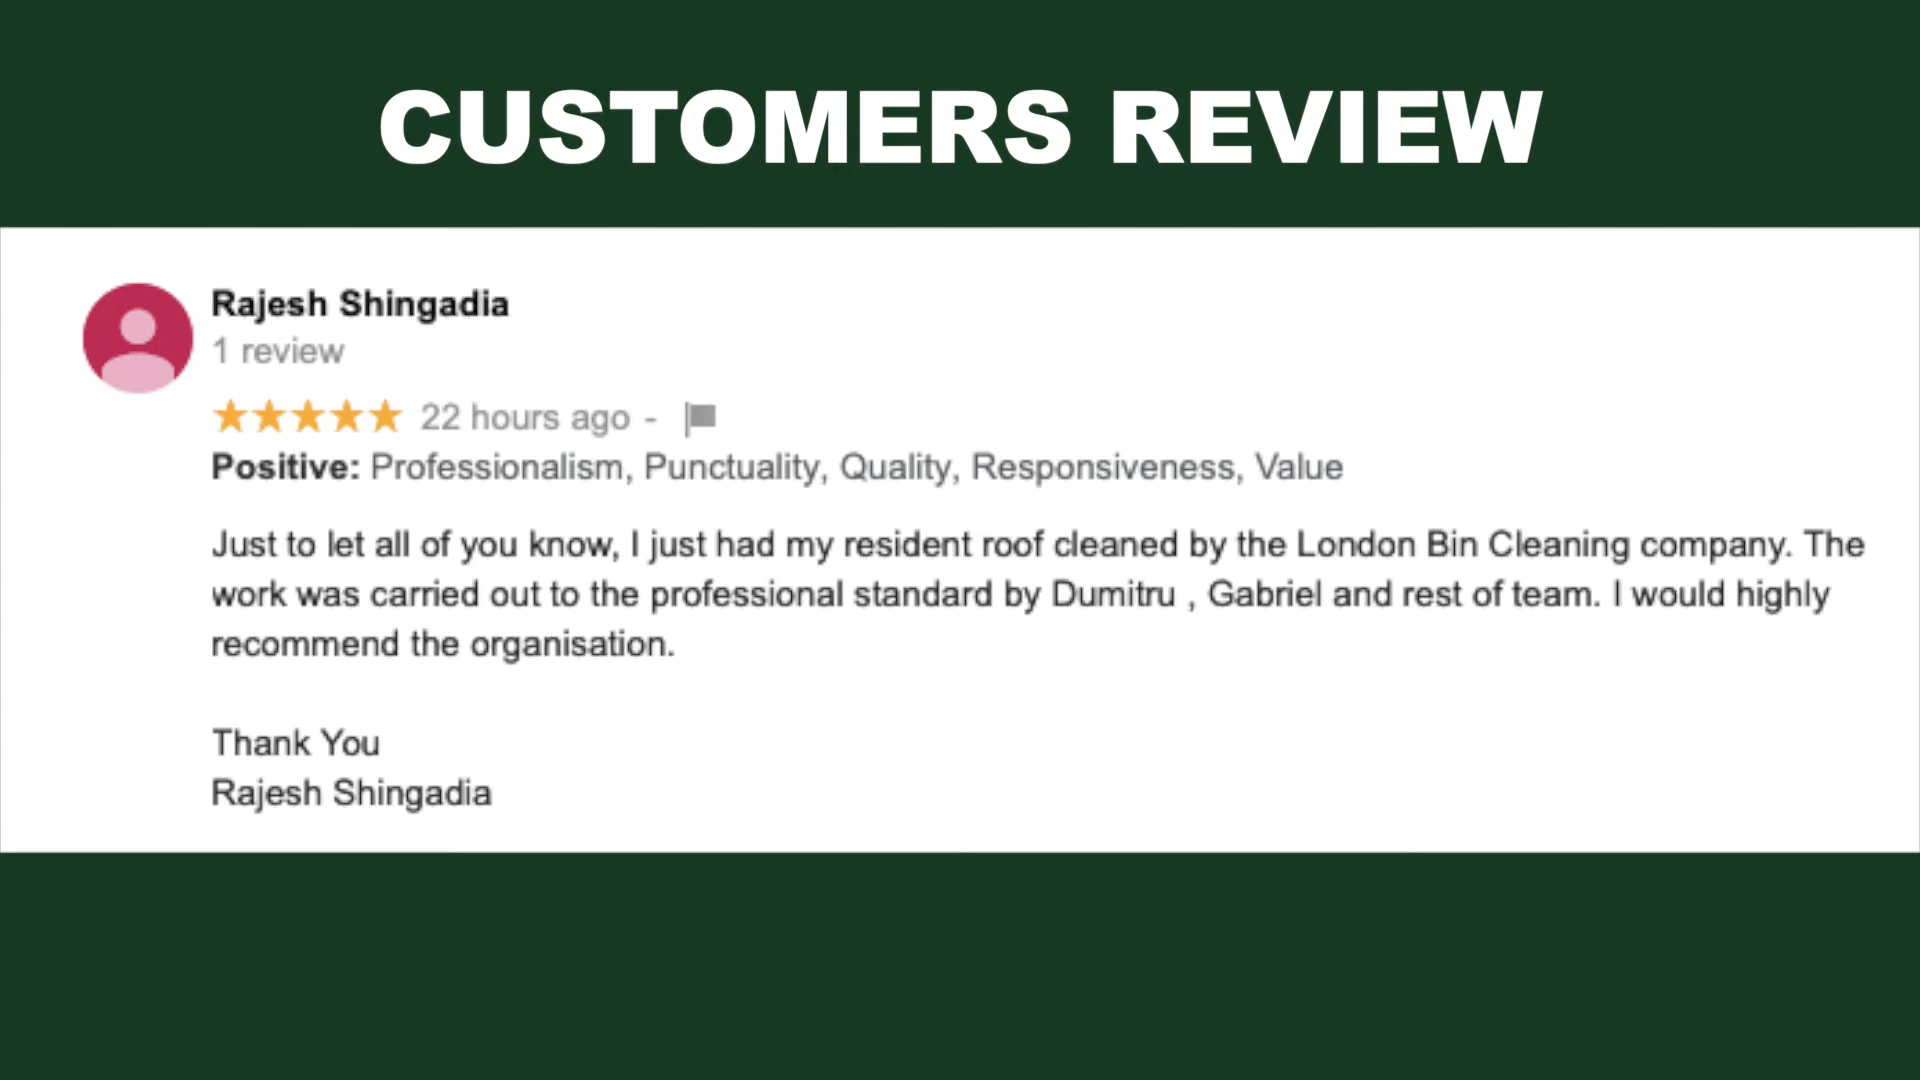 CUSTOMERS REVIEW
Rajesh Shingadia
1 review
22 hours ago -
Positive: Professionalism, Punctuality, Quality, Responsiveness, Value
Just to let all of you know, I just had my resident roof cleaned by the London Bin Cleaning company. The
work was carried out to the professional standard by Dumitru , Gabriel and rest of team. I would highly
recommend the organisation.
Thank You
Rajesh Shingadia